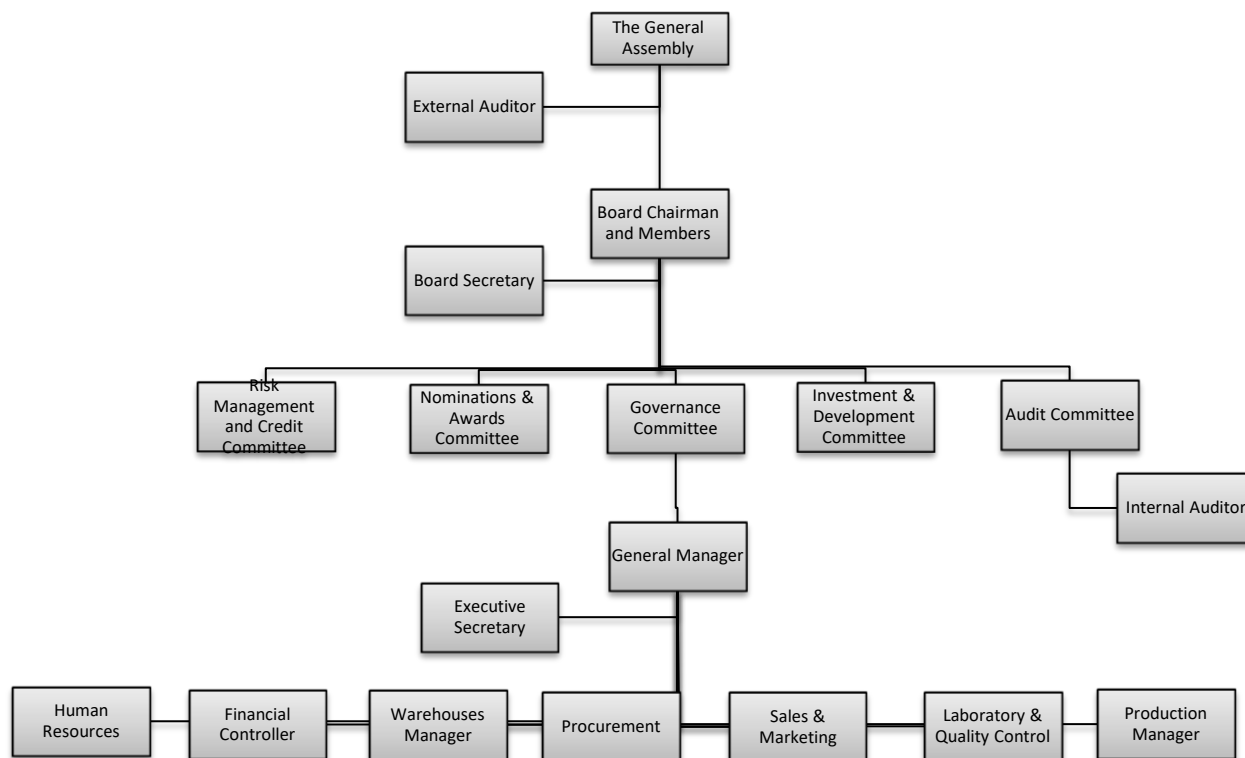 The General
Assembly
External Auditor
Board Chairman
and Members
Board Secretary
Risk
Management
and Credit
Committee
Nominations &
Awards
Committee
Governance
Committee
Investment &
Development
Committee
Audit Committee
Internal Auditor
General Manager
Executive
Secretary
Human
Resources
Financial
Controller
Warehouses
Manager
Procurement
Sales &
Marketing
Laboratory &
Quality Control
Production
Manager